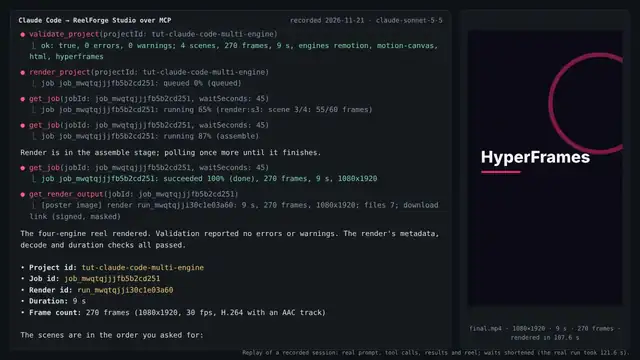 Claude Code → ReelForge Studio over MCP
recorded 2026-11-21 · claude-sonnet-5-5
● validate_project(projectId: tut-claude-code-multi-engine)
⎣ ok: true, 0 errors, 0 warnings; 4 scenes, 270 frames, 9 s, engines remotion, motion-canvas,
html, hyperframes
● render_project(projectId: tut-claude-code-multi-engine)
⎣ job job_mwqtqjjjfb5b2cd251: queued 0% (queued)
● get_job(jobId: job_mwqtqjjjfb5b2cd251, waitSeconds: 45)
⎣ job job_mwqtqjjjfb5b2cd251: running 65% (render:s3: scene 3/4: 55/60 frames)
● get_job(jobId: job_mwqtqjjjfb5b2cd251, waitSeconds: 45)
⎣ job job_mwqtqjjjfb5b2cd251: running 87% (assemble)
Render is in the assemble stage; polling once more until it finishes.
● get_job(jobId: job_mwqtqjjjfb5b2cd251, waitSeconds: 45)
⎣ job job_mwqtqjjjfb5b2cd251: succeeded 100% (done), 270 frames, 9 s, 1080x1920
● get_render_output(jobId: job_mwqtqjjjfb5b2cd251)
⎣ [poster image] render run_mwqtqjji30c1e03a60: 9 s, 270 frames, 1080x1920; files 7; download
link (signed, masked)
The four-engine reel rendered. Validation reported no errors or warnings. The render's metadata,
decode and duration checks all passed.
• Project id: tut-claude-code-multi-engine
• Job id: job_mwqtqjjjfb5b2cd251
• Render id: run_mwqtqjji30c1e03a60
• Duration: 9 s
• Frame count: 270 frames (1080x1920, 30 fps, H.264 with an AAC track)
The scenes are in the order you asked for:
HyperFrames
final.mp4 · 1080×1920 · 9 s · 270 frames ·
rendered in 107.6 s
Replay of a recorded session: real prompt, tool calls, results and reel; waits shortened (the real run took 121.6 s).